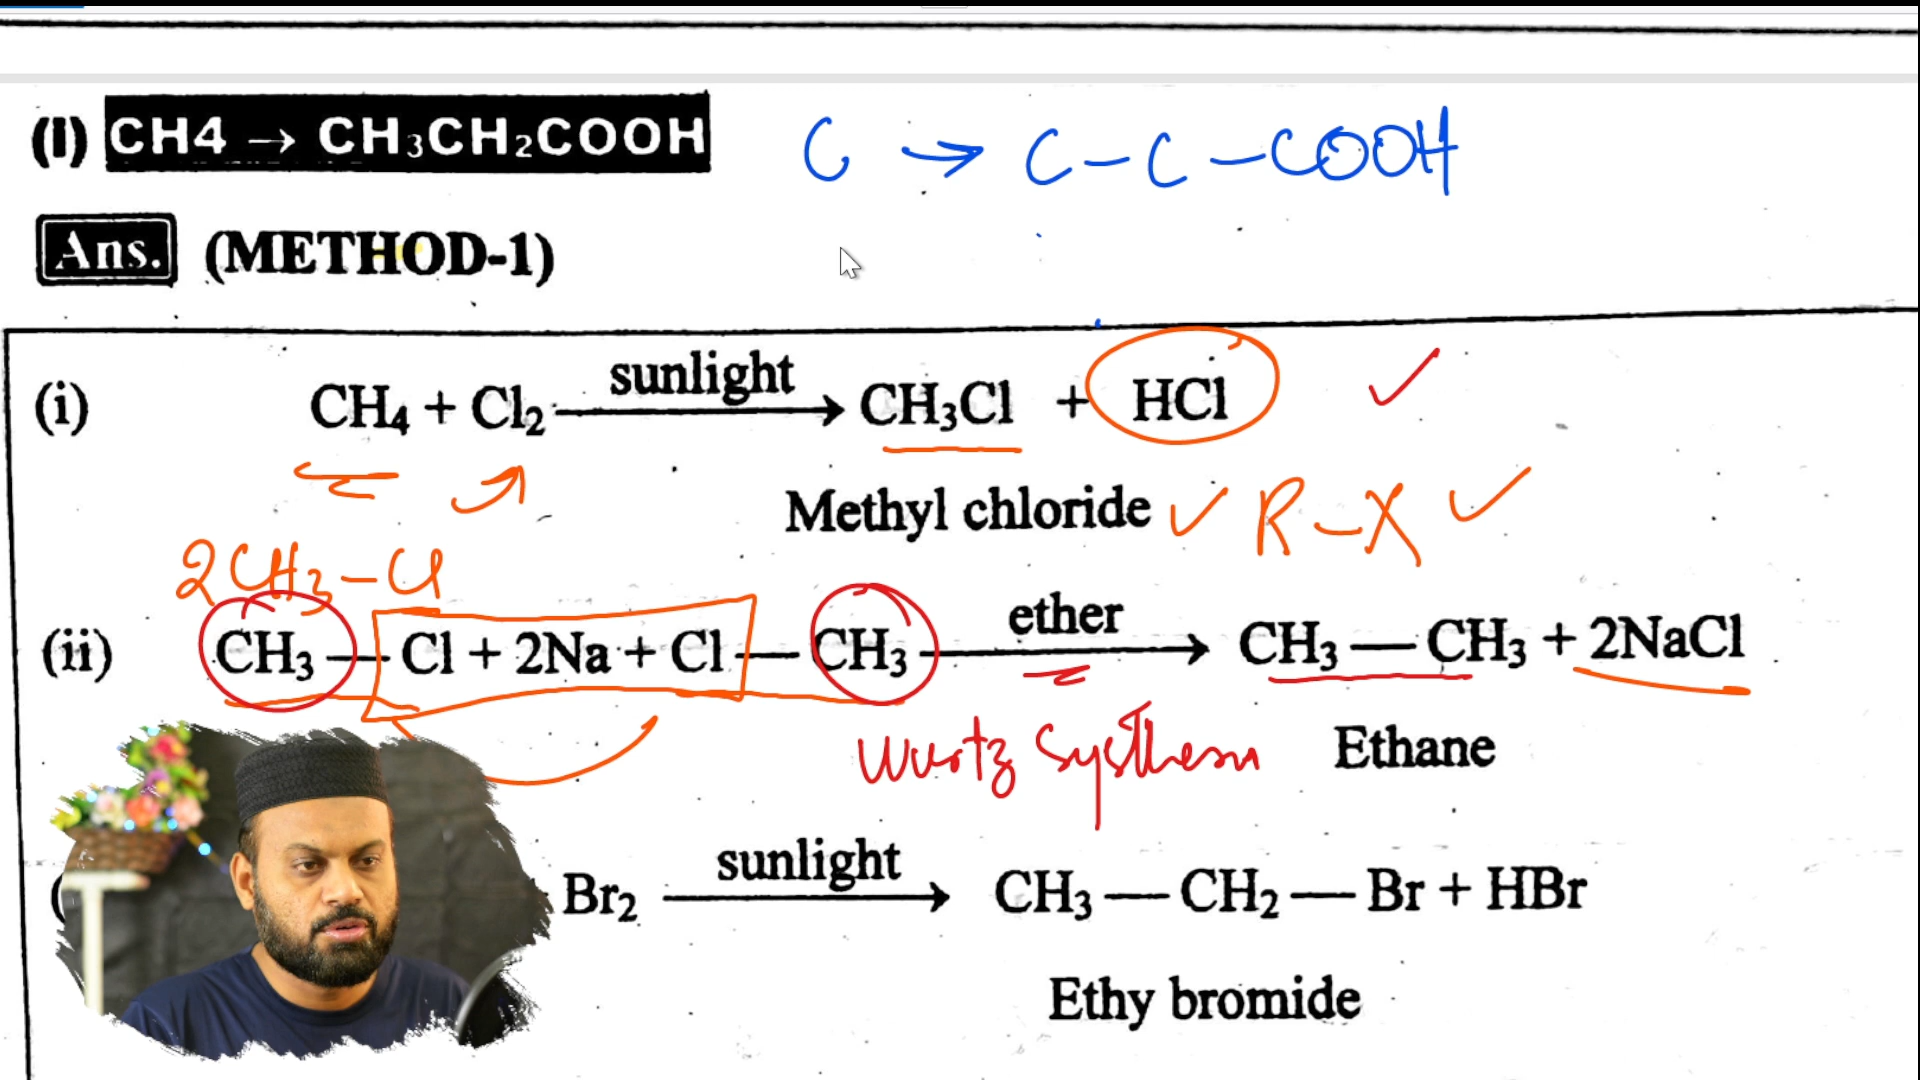 (I) CH4 → CH₃CH₂COOH C → C – C – COOH
Ans. (METHOD-1)
sunlight
(i) CH₄ + Cl₂ ⟶ CH₃Cl + HCl ✓
Methyl chloride ✓ R – X ✓
2CH₃ – Cl
ether
(ii) CH₃ — Cl + 2Na + Cl — CH₃ ⟶ CH₃ — CH₃ + 2NaCl
Wurtz Systhesn Ethane
sunlight
( Br₂ ⟶ CH₃ — CH₂ — Br + HBr
Ethy bromide